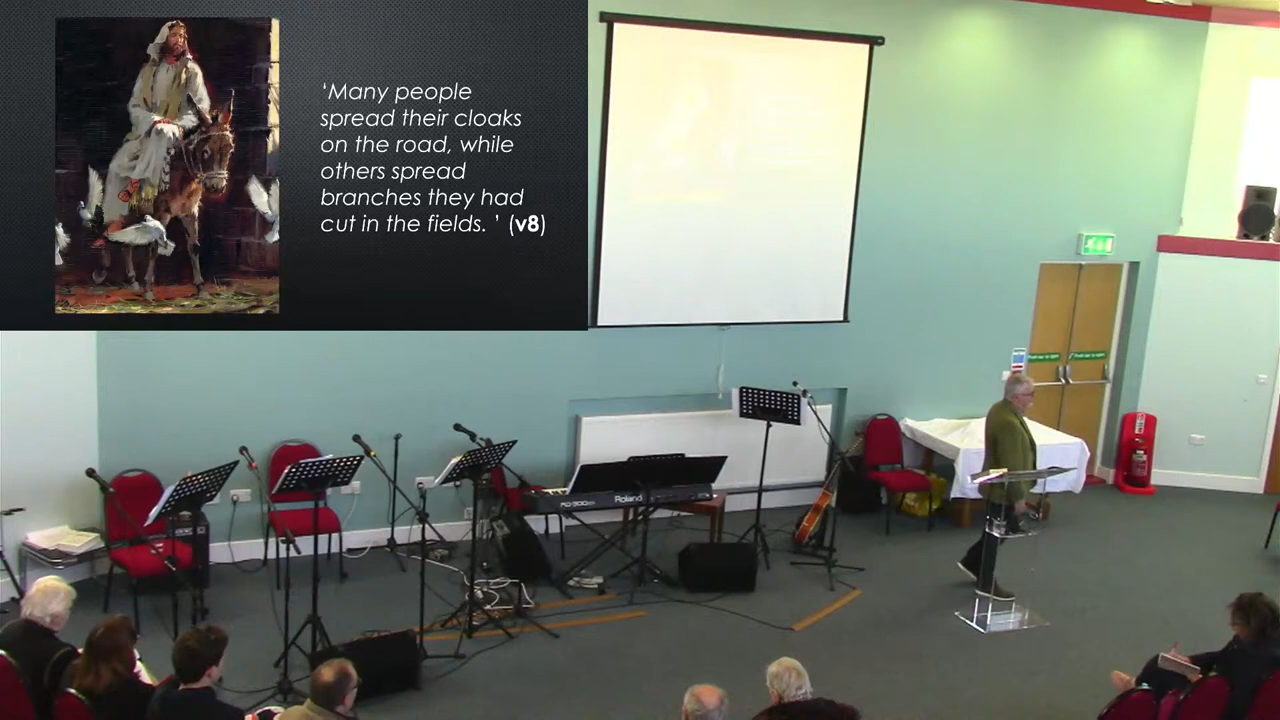 ‘Many people
spread their cloaks
on the road, while
others spread
branches they had
cut in the fields. ’ (v8)
Roland